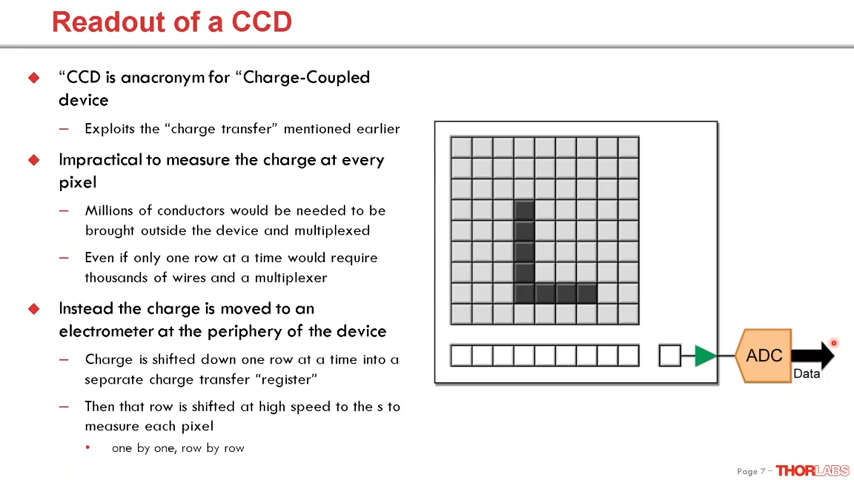 Readout of a CCD
“CCD is anacronym for “Charge-Coupled
device
– Exploits the “charge transfer” mentioned earlier
Impractical to measure the charge at every
pixel
– Millions of conductors would be needed to be
brought outside the device and multiplexed
– Even if only one row at a time would require
thousands of wires and a multiplexer
Instead the charge is moved to an
electrometer at the periphery of the device
– Charge is shifted down one row at a time into a
separate charge transfer “register”
– Then that row is shifted at high speed to the s to
measure each pixel
• one by one, row by row
ADC
Data
Page 7 – THORLABS